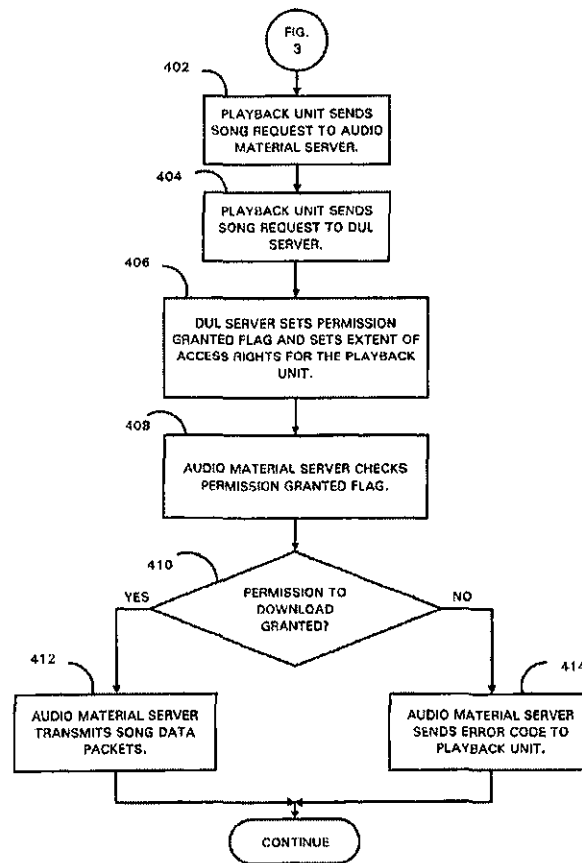 FIG.
3
402
PLAYBACK UNIT SENDS
SONG REQUEST TO AUDIO
MATERIAL SERVER.
404
PLAYBACK UNIT SENDS
SONG REQUEST TO DUL
SERVER.
406
DUL SERVER SETS PERMISSION
GRANTED FLAG AND SETS EXTENT OF
ACCESS RIGHTS FOR THE PLAYBACK
UNIT.
408
AUDIO MATERIAL SERVER CHECKS
PERMISSION GRANTED FLAG.
410
YES
PERMISSION TO
DOWNLOAD
GRANTED?
NO
412
AUDIO MATERIAL SERVER
TRANSMITS SONG DATA
PACKETS.
414
AUDIO MATERIAL SERVER
SENDS ERROR CODE TO
PLAYBACK UNIT.
CONTINUE